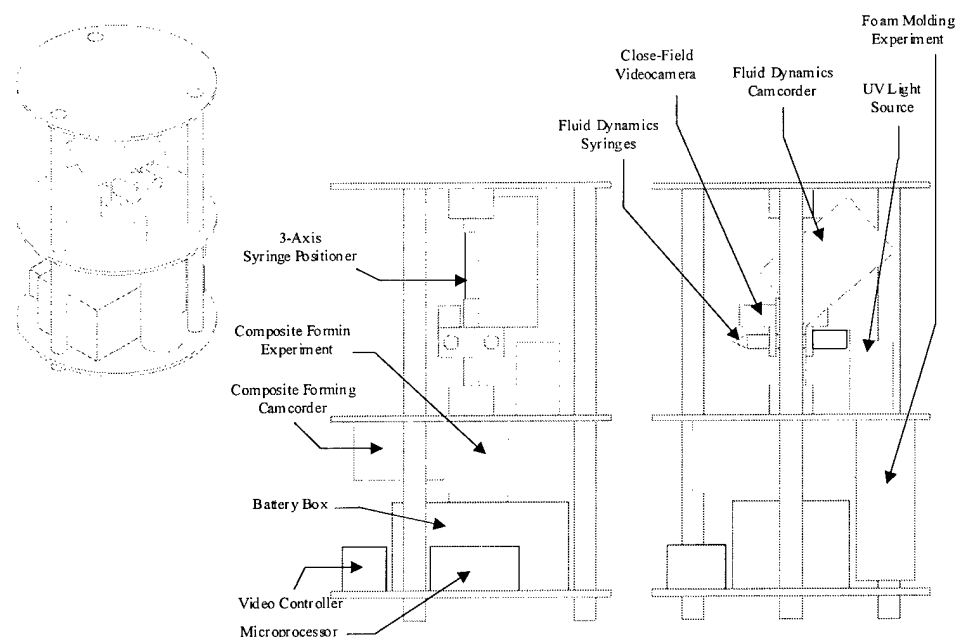 Foam Molding
Experiment
Close-Field
Videocamera
Fluid Dynamics
Camcorder
UV Light
Source
Fluid Dynamics
Syringes
3-Axis
Syringe Positioner
Composite Formin
Experiment
Composite Forming
Camcorder
Battery Box
Video Controller
Microprocessor